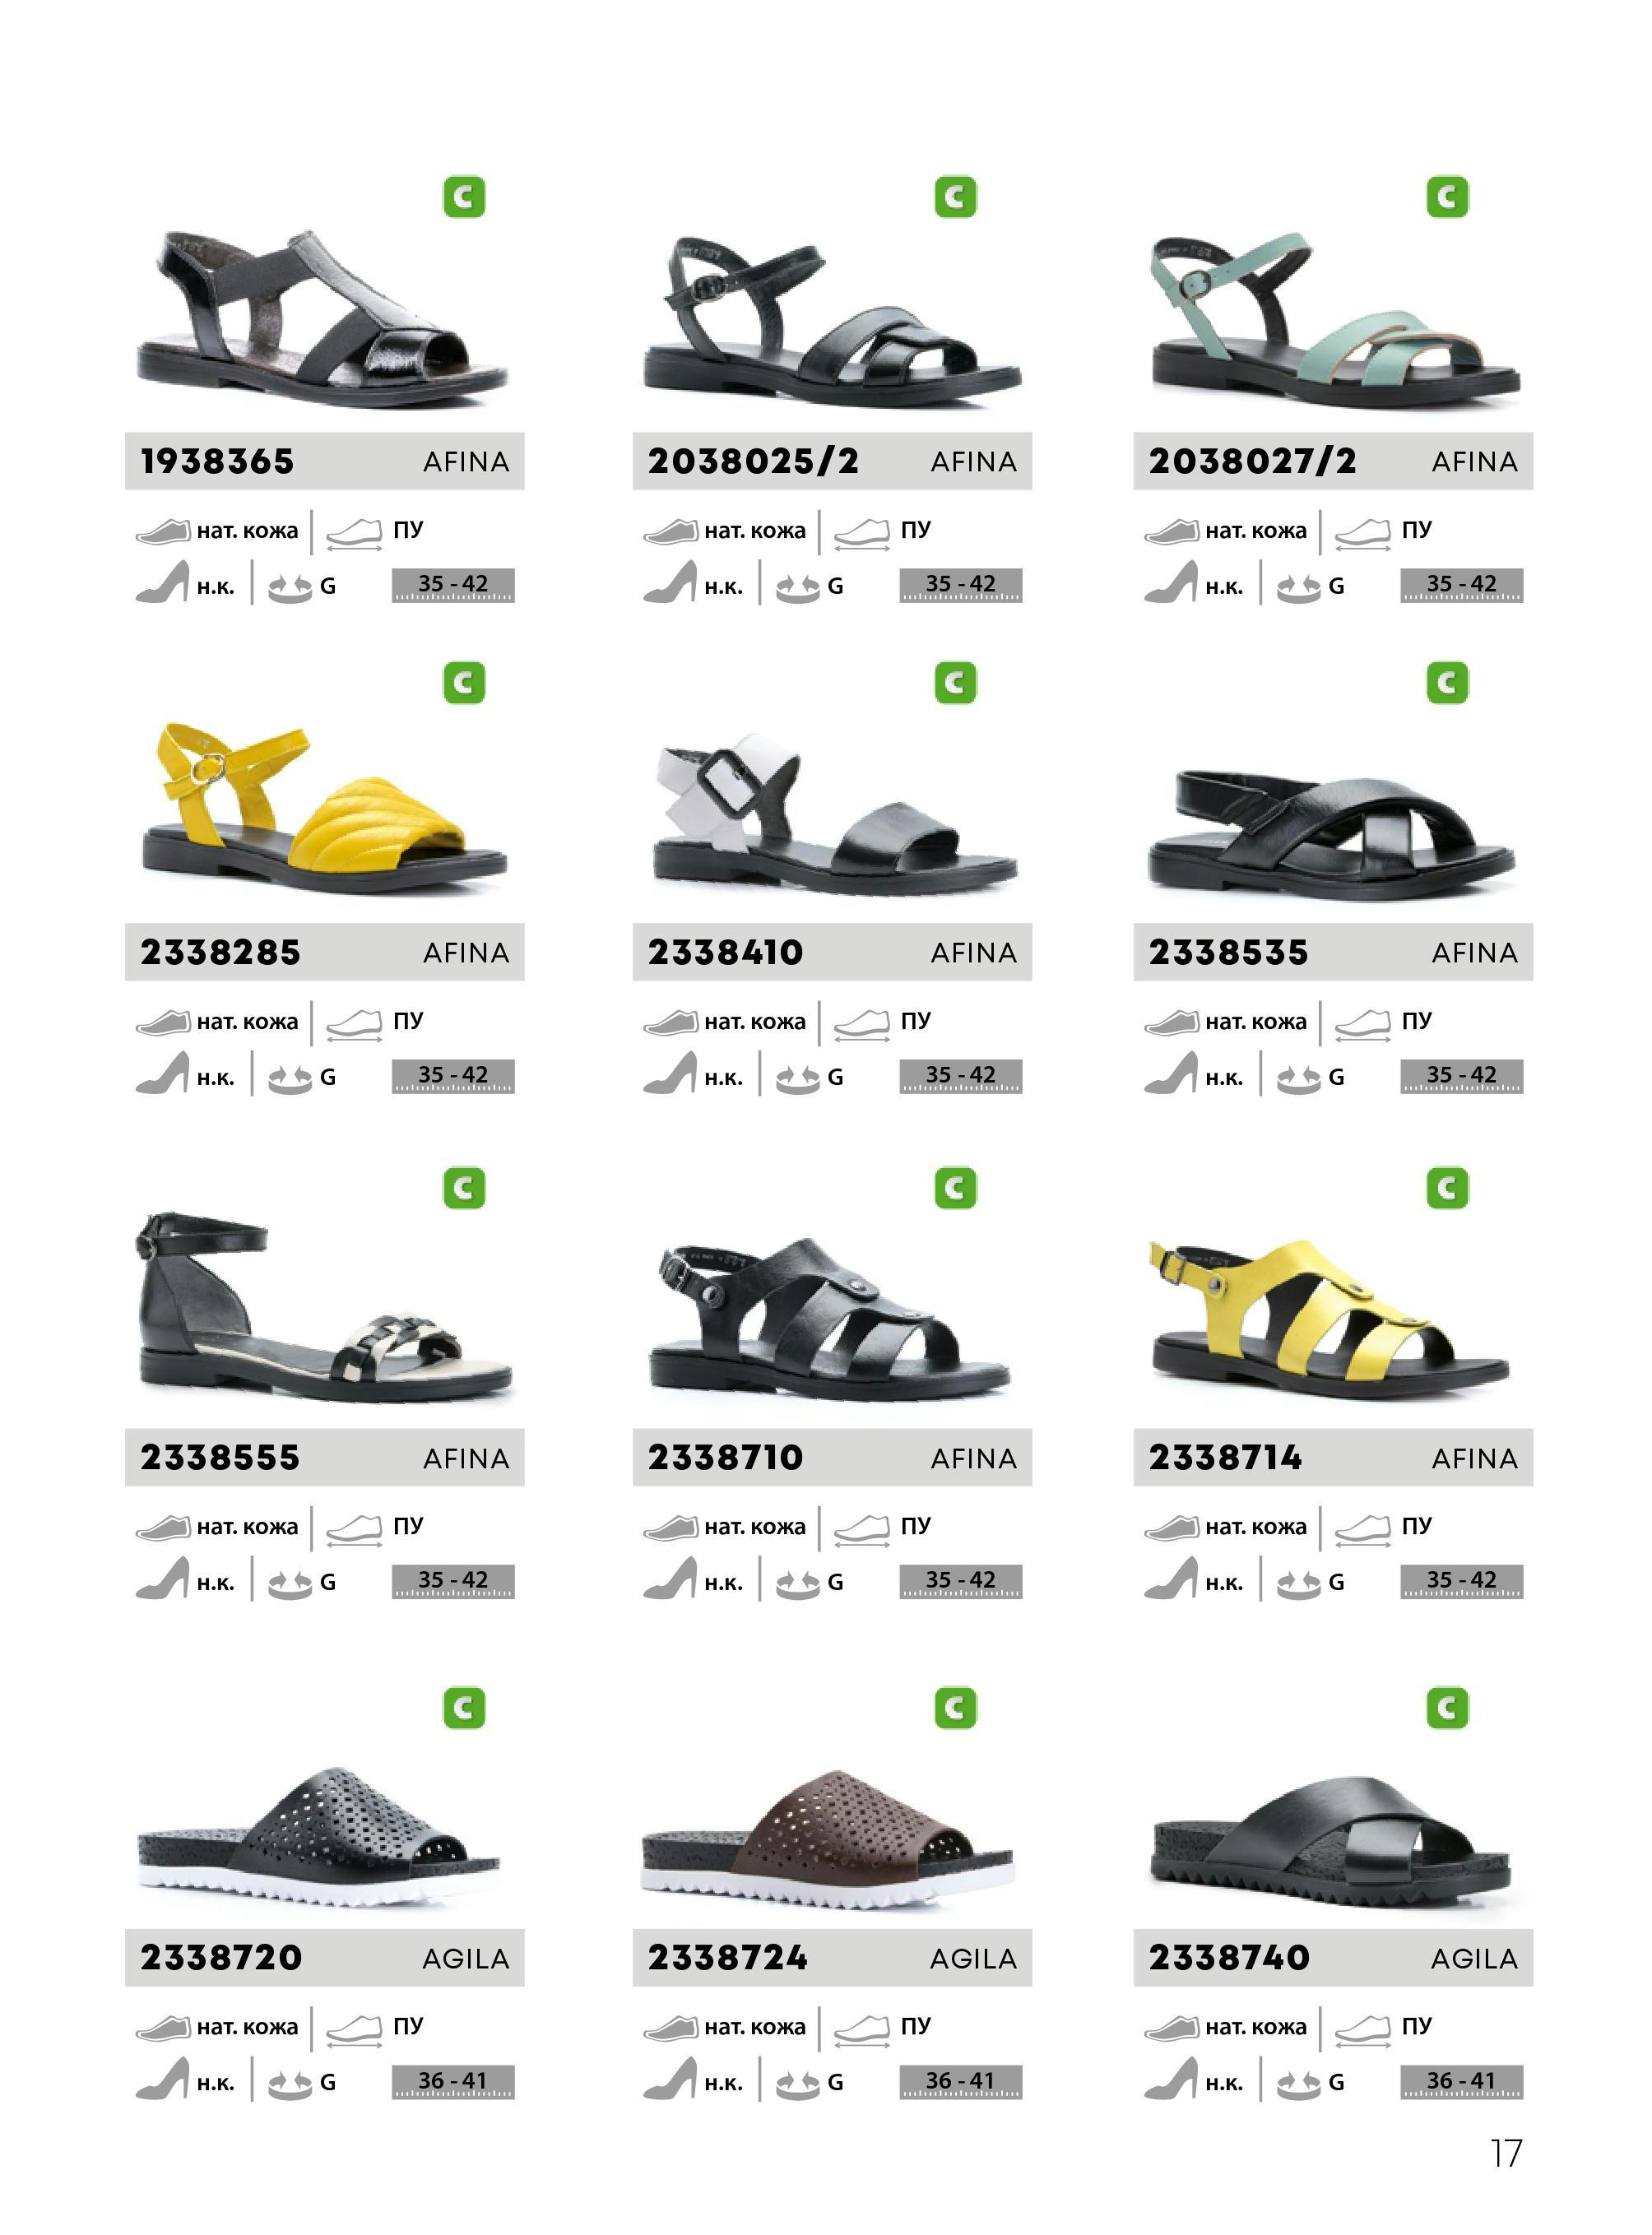 C C C
1938365 AFINA 2038025/2 AFINA 2038027/2 AFINA
нат. кожа ПУ нат. кожа ПУ нат. кожа ПУ
н.к. G 35 - 42 н.к. G 35 - 42 н.к. G 35 - 42
C C C
2338285 AFINA 2338410 AFINA 2338535 AFINA
нат. кожа ПУ нат. кожа ПУ нат. кожа ПУ
н.к. G 35 - 42 н.к. G 35 - 42 н.к. G 35 - 42
C C C
2338555 AFINA 2338710 AFINA 2338714 AFINA
нат. кожа ПУ нат. кожа ПУ нат. кожа ПУ
н.к. G 35 - 42 н.к. G 35 - 42 н.к. G 35 - 42
C C C
2338720 AGILA 2338724 AGILA 2338740 AGILA
нат. кожа ПУ нат. кожа ПУ нат. кожа ПУ
н.к. G 36 - 41 н.к. G 36 - 41 н.к. G 36 - 41
17